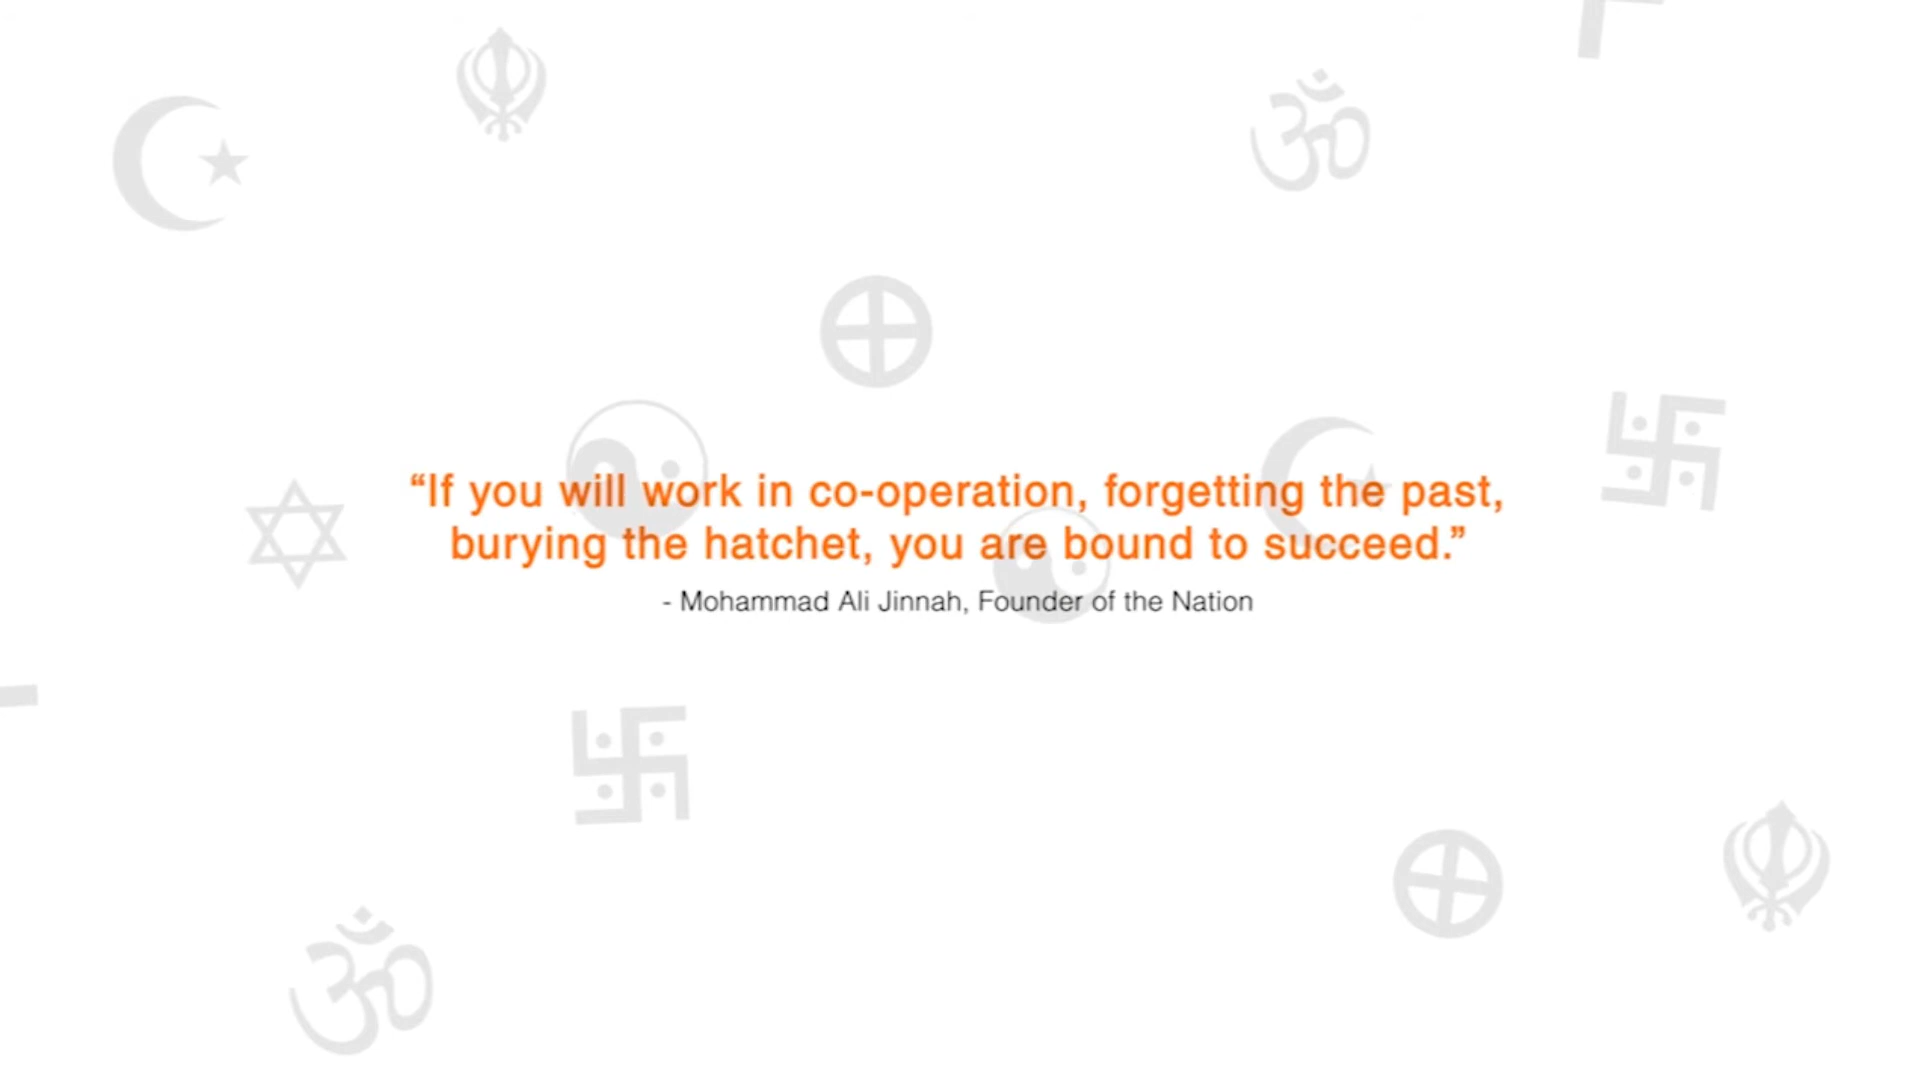 “If you will work in co-operation, forgetting the past,
burying the hatchet, you are bound to succeed.”
- Mohammad Ali Jinnah, Founder of the Nation